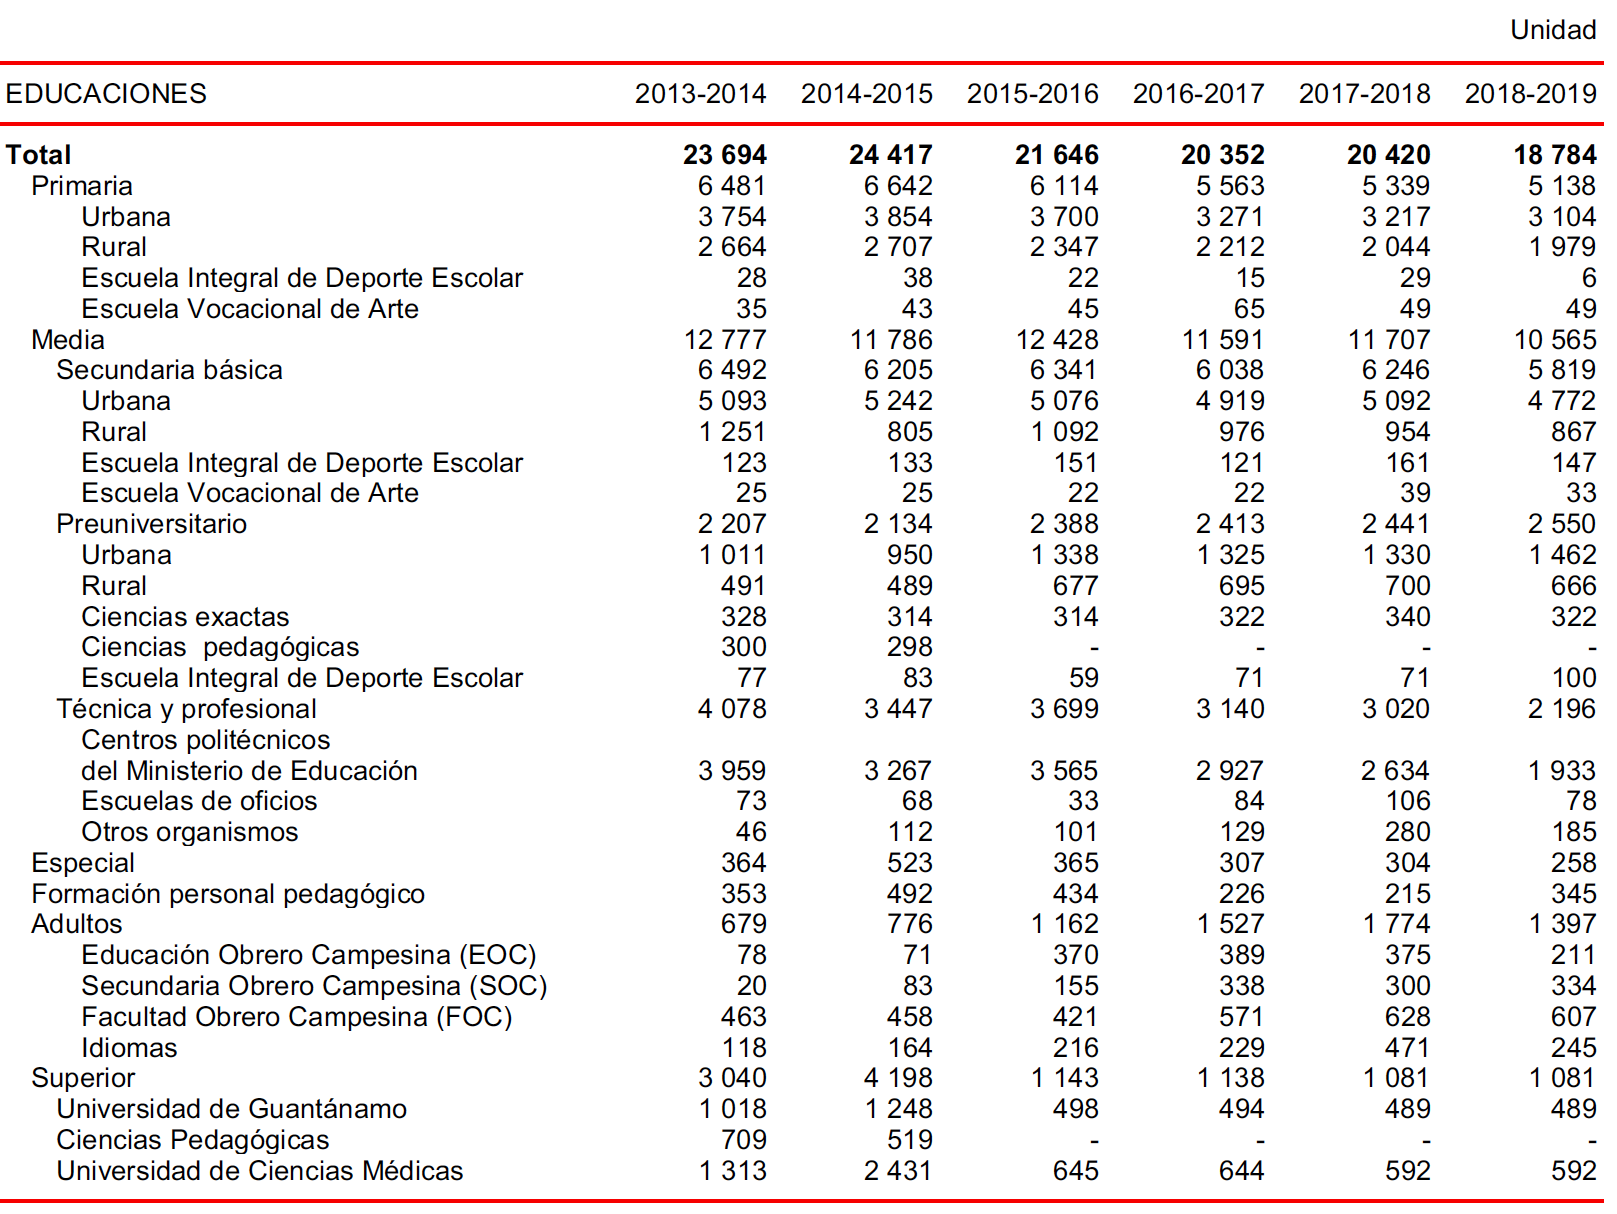 Unidad
EDUCACIONES 2013-2014 2014-2015 2015-2016 2016-2017 2017-2018 2018-2019
Total 23 694 24 417 21 646 20 352 20 420 18 784
Primaria 6 481 6 642 6 114 5 563 5 339 5 138
Urbana 3 754 3 854 3 700 3 271 3 217 3 104
Rural 2 664 2 707 2 347 2 212 2 044 1 979
Escuela Integral de Deporte Escolar 28 38 22 15 29 6
Escuela Vocacional de Arte 35 43 45 65 49 49
Media 12 777 11 786 12 428 11 591 11 707 10 565
Secundaria básica 6 492 6 205 6 341 6 038 6 246 5 819
Urbana 5 093 5 242 5 076 4 919 5 092 4 772
Rural 1 251 805 1 092 976 954 867
Escuela Integral de Deporte Escolar 123 133 151 121 161 147
Escuela Vocacional de Arte 25 25 22 22 39 33
Preuniversitario 2 207 2 134 2 388 2 413 2 441 2 550
Urbana 1 011 950 1 338 1 325 1 330 1 462
Rural 491 489 677 695 700 666
Ciencias exactas 328 314 314 322 340 322
Ciencias  pedagógicas 300 298 - - - -
Escuela Integral de Deporte Escolar 77 83 59 71 71 100
Técnica y profesional 4 078 3 447 3 699 3 140 3 020 2 196
Centros politécnicos
del Ministerio de Educación 3 959 3 267 3 565 2 927 2 634 1 933
Escuelas de oficios 73 68 33 84 106 78
Otros organismos 46 112 101 129 280 185
Especial 364 523 365 307 304 258
Formación personal pedagógico 353 492 434 226 215 345
Adultos 679 776 1 162 1 527 1 774 1 397
Educación Obrero Campesina (EOC) 78 71 370 389 375 211
Secundaria Obrero Campesina (SOC) 20 83 155 338 300 334
Facultad Obrero Campesina (FOC) 463 458 421 571 628 607
Idiomas 118 164 216 229 471 245
Superior 3 040 4 198 1 143 1 138 1 081 1 081
Universidad de Guantánamo 1 018 1 248 498 494 489 489
Ciencias Pedagógicas 709 519 - - - -
Universidad de Ciencias Médicas 1 313 2 431 645 644 592 592